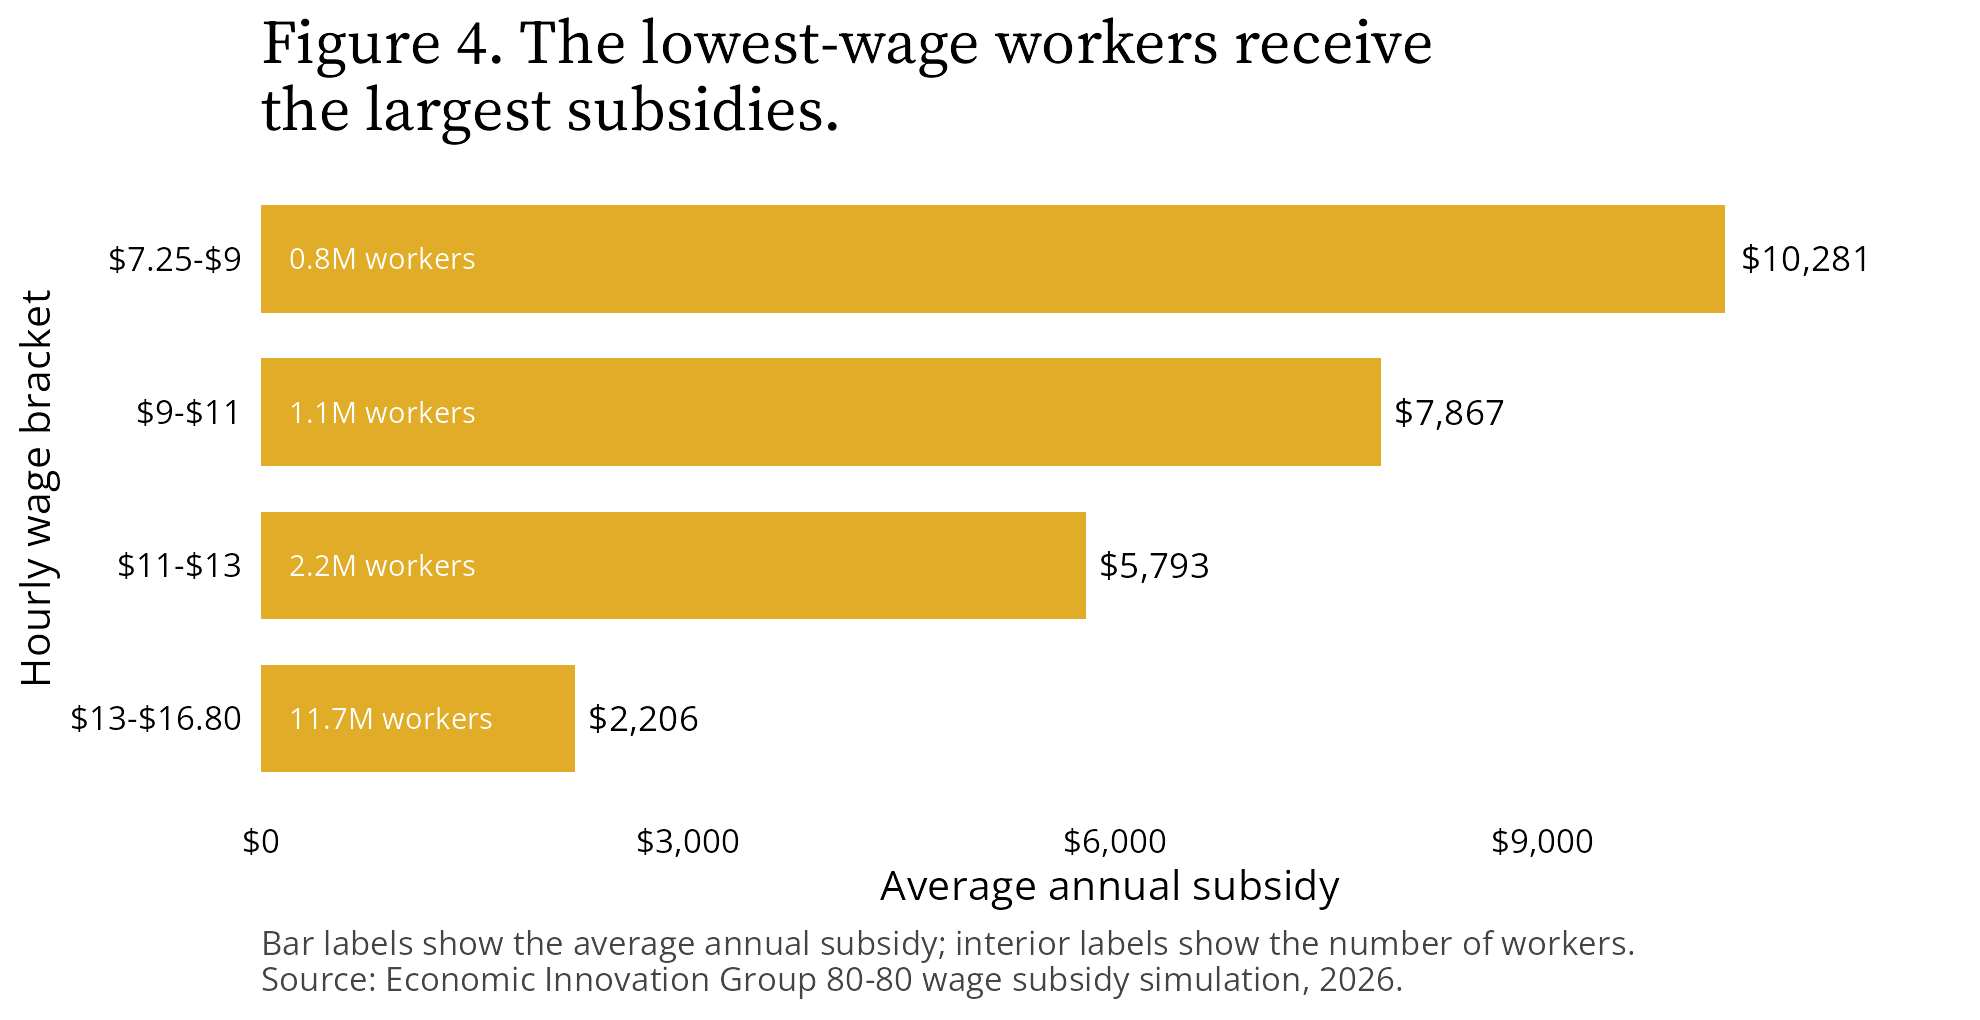 Figure 4. The lowest-wage workers receive
the largest subsidies.
Hourly wage bracket
$7.25-$9
0.8M workers
$10,281
$9-$11
1.1M workers
$7,867
$11-$13
2.2M workers
$5,793
$13-$16.80
11.7M workers
$2,206
$0
$3,000
$6,000
$9,000
Average annual subsidy
Bar labels show the average annual subsidy; interior labels show the number of workers.
Source: Economic Innovation Group 80-80 wage subsidy simulation, 2026.